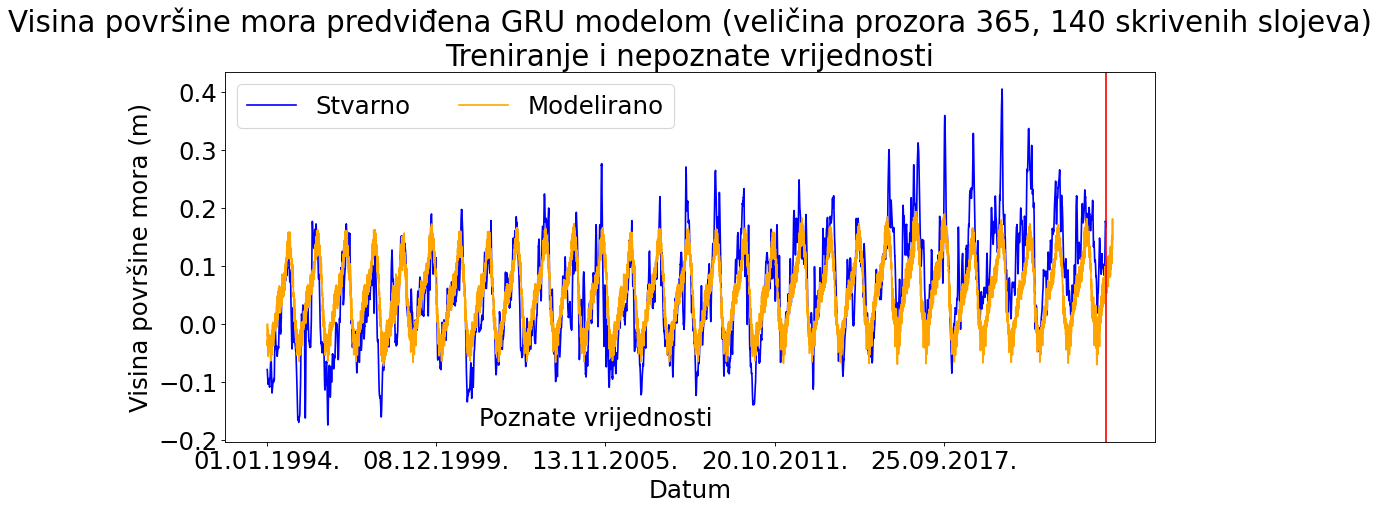 Visina površine mora predviđena GRU modelom (veličina prozora 365, 140 skrivenih slojeva)
Treniranje i nepoznate vrijednosti
Stvarno
Modelirano
Visina površine mora (m)
0.4
0.3
0.2
0.1
0.0
−0.1
−0.2
Poznate vrijednosti
01.01.1994.
08.12.1999.
13.11.2005.
20.10.2011.
25.09.2017.
Datum